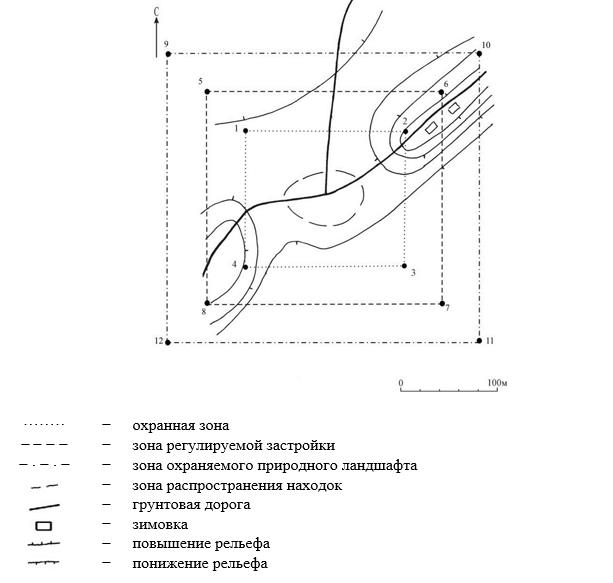 С
9
10
5
6
1
2
4
3
8
7
12
11
0 100м
– охранная зона
– зона регулируемой застройки
– зона охраняемого природного ландшафта
– зона распространения находок
– грунтовая дорога
– зимовка
– повышение рельефа
– понижение рельефа